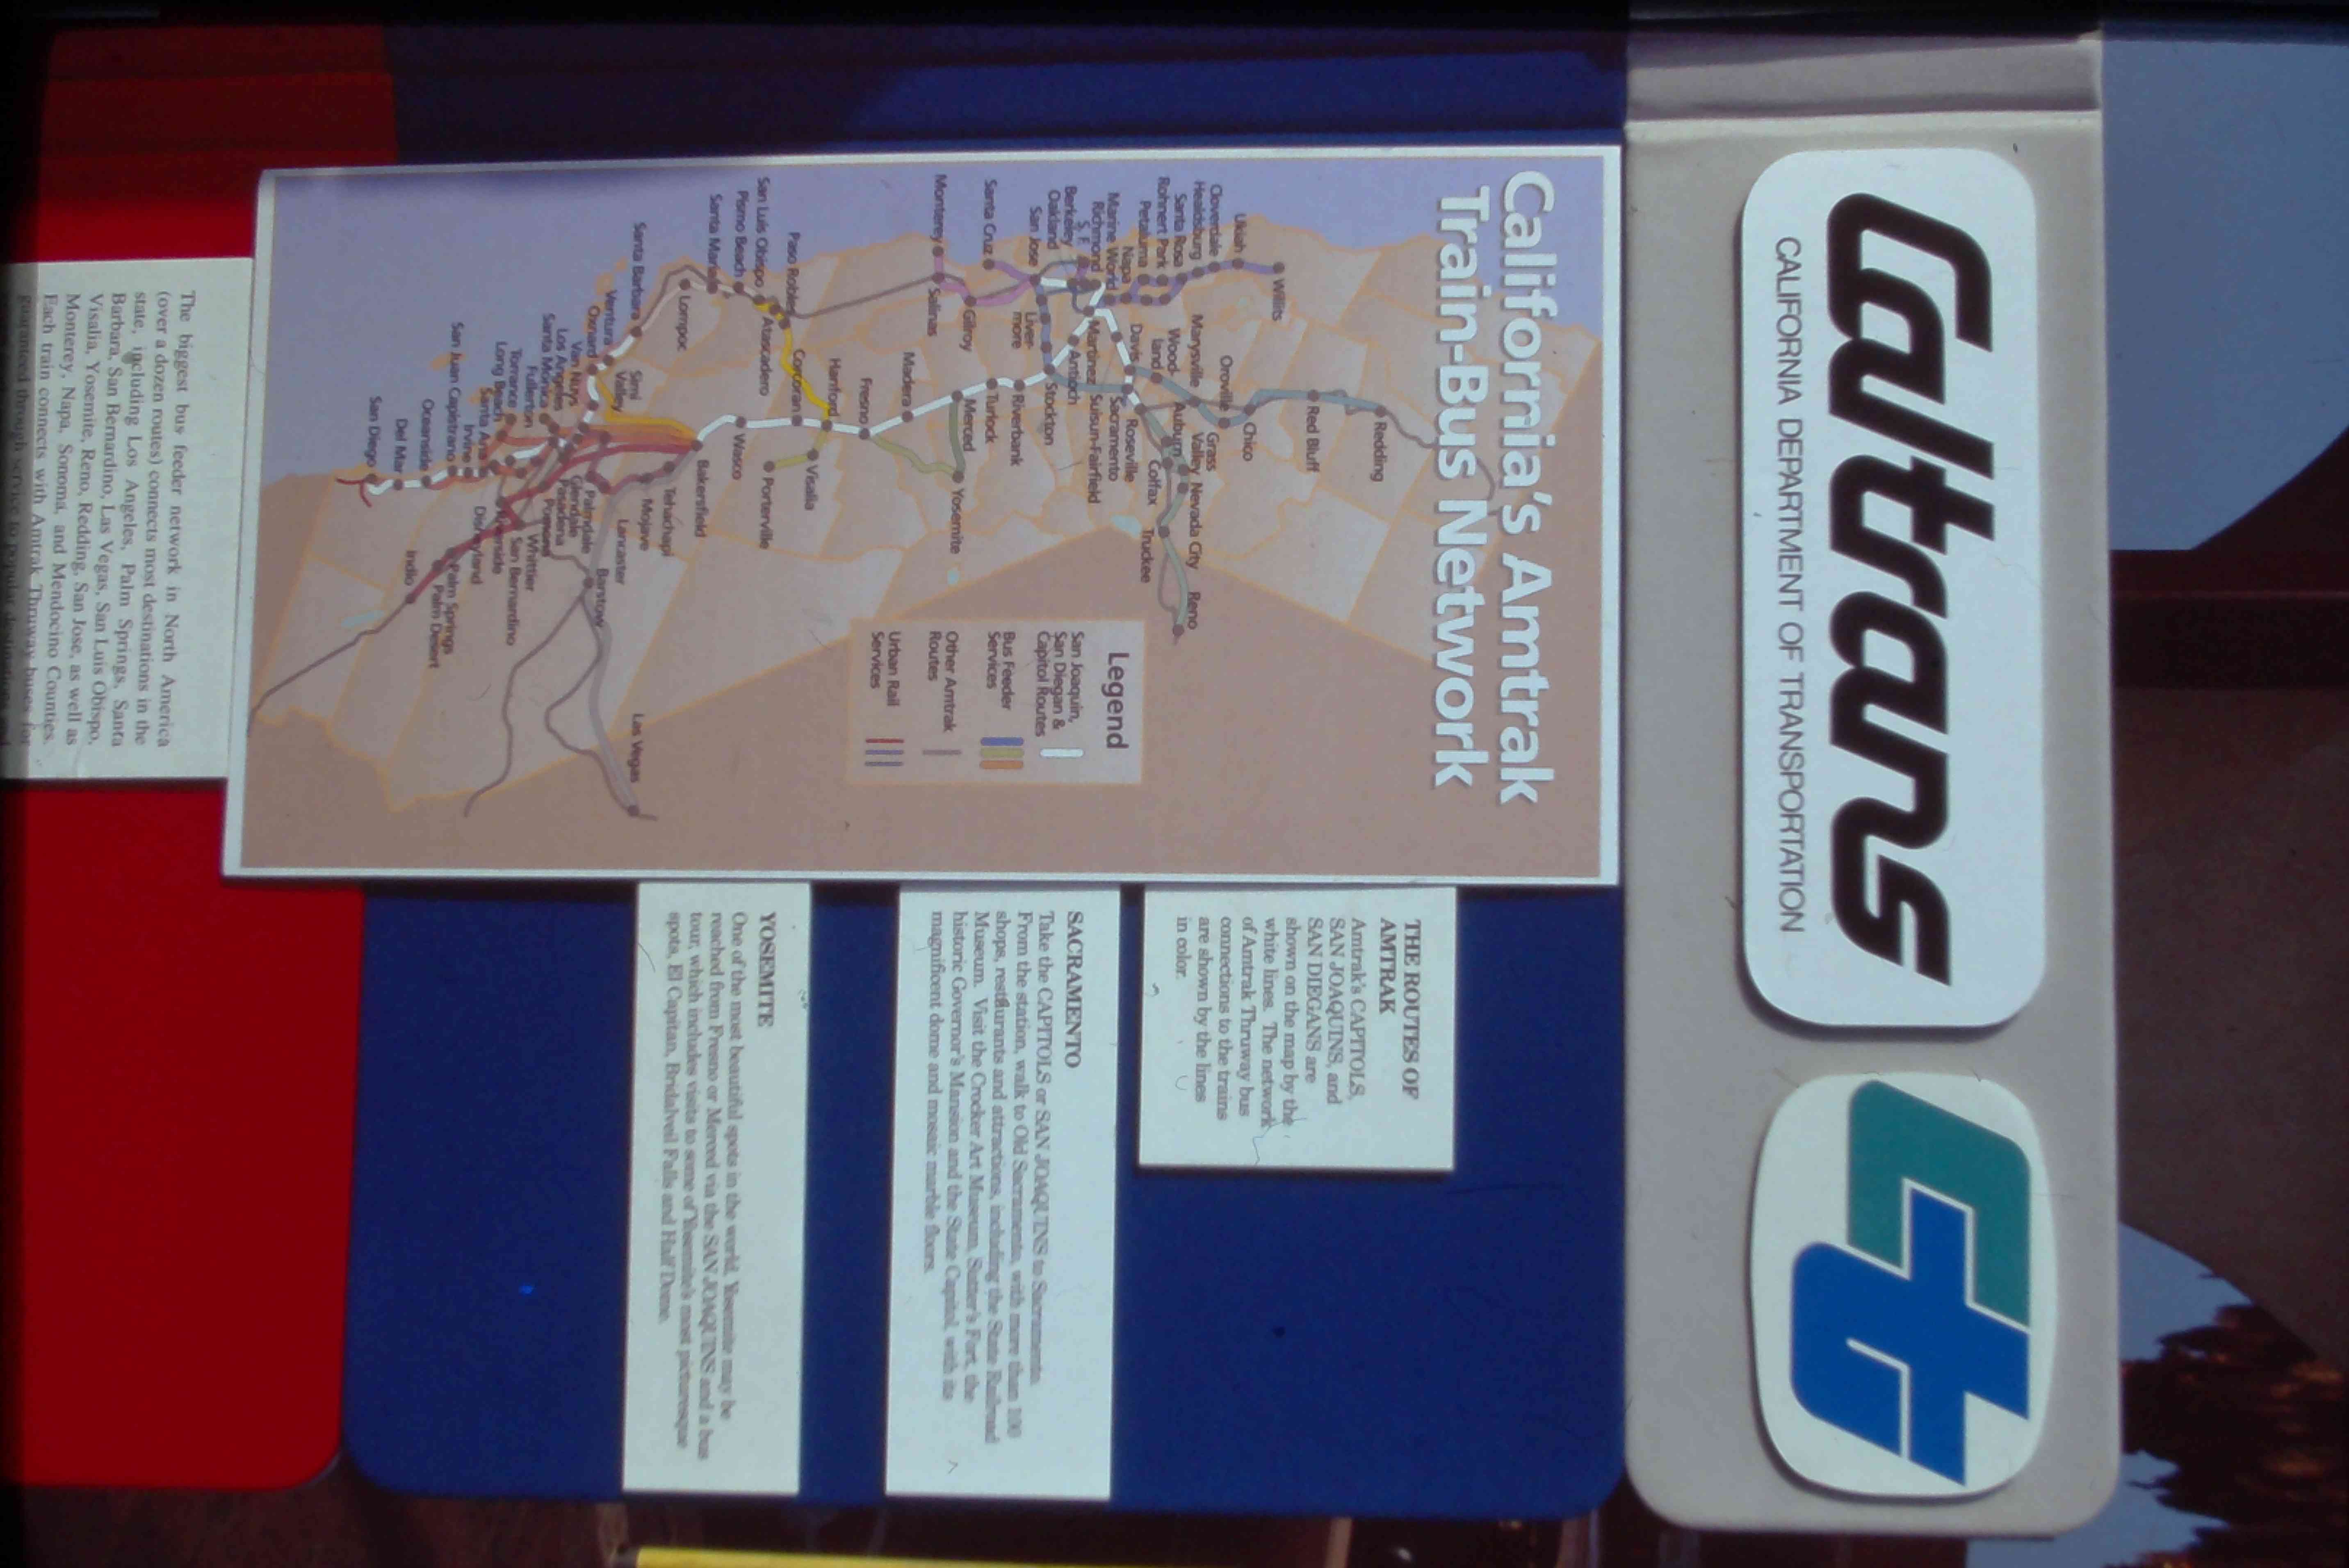 Caltrans
CALIFORNIA DEPARTMENT OF TRANSPORTATION
California's Amtrak
Train-Bus Network
Willits
Ukiah
Cloverdale
Healdsburg
Santa Rosa
Rohnert Park
Petaluma
Napa
Marine World
Richmond
S. F.
Berkeley
Oakland
San Jose
Santa Cruz
Monterey
Redding
Red Bluff
Chico
Oroville
Marysville
Wood-
land
Davis
Grass
Valley
Nevada City
Reno
Auburn
Colfax
Truckee
Roseville
Sacramento
Suisun-Fairfield
Martinez
Antioch
Stockton
Liver-
more
Riverbank
Turlock
Merced
Yosemite
Gilroy
Salinas
Madera
Fresno
Hanford
Visalia
Corcoran
Porterville
Paso Robles
Atascadero
San Luis Obispo
Pismo Beach
Santa Maria
Lompoc
Wasco
Bakersfield
Tehachapi
Mojave
Lancaster
Palmdale
Barstow
Las Vegas
Santa Barbara
Ventura
Oxnard
Simi
Valley
Van Nuys
Glendale
Pasadena
Los Angeles
Santa Monica
Pomona
Fullerton
Whittier
Torrance
San Bernardino
Long Beach
Santa Ana
Disneyland
Irvine
San Juan Capistrano
Palm Springs
Palm Desert
Indio
Oceanside
Del Mar
San Diego
Legend
San Joaquin,
San Diegan &
Capitol Routes
Bus Feeder
Services
Other Amtrak
Routes
Urban Rail
Services
THE ROUTES OF
AMTRAK
Amtrak's CAPITOLS,
SAN JOAQUINS, and
SAN DIEGANS are
shown on the map by the
white lines. The network
of Amtrak Thruway bus
connections to the trains
are shown by the lines
in color.
SACRAMENTO
Take the CAPITOLS or SAN JOAQUINS to Sacramento.
From the station, walk to Old Sacramento, with more than 100
shops, restaurants and attractions, including the State Railroad
Museum. Visit the Crocker Art Museum, Sutter's Fort, the
historic Governor's Mansion and the State Capitol, with its
magnificent dome and mosaic marble floors.
YOSEMITE
One of the most beautiful spots in the world, Yosemite may be
reached from Fresno or Merced via the SAN JOAQUINS and a bus
tour, which includes visits to some of Yosemite's most picturesque
spots, El Capitan, Bridalveil Falls and Half Dome.
The biggest bus feeder network in North America
(over a dozen routes) connects most destinations in the
state, including Los Angeles, Palm Springs, Santa
Barbara, San Bernardino, Las Vegas, San Luis Obispo,
Visalia, Yosemite, Reno, Redding, San Jose, as well as
Monterey, Napa, Sonoma, and Mendocino Counties.
Each train connects with Amtrak Thruway buses for
guaranteed through service to popular destinations